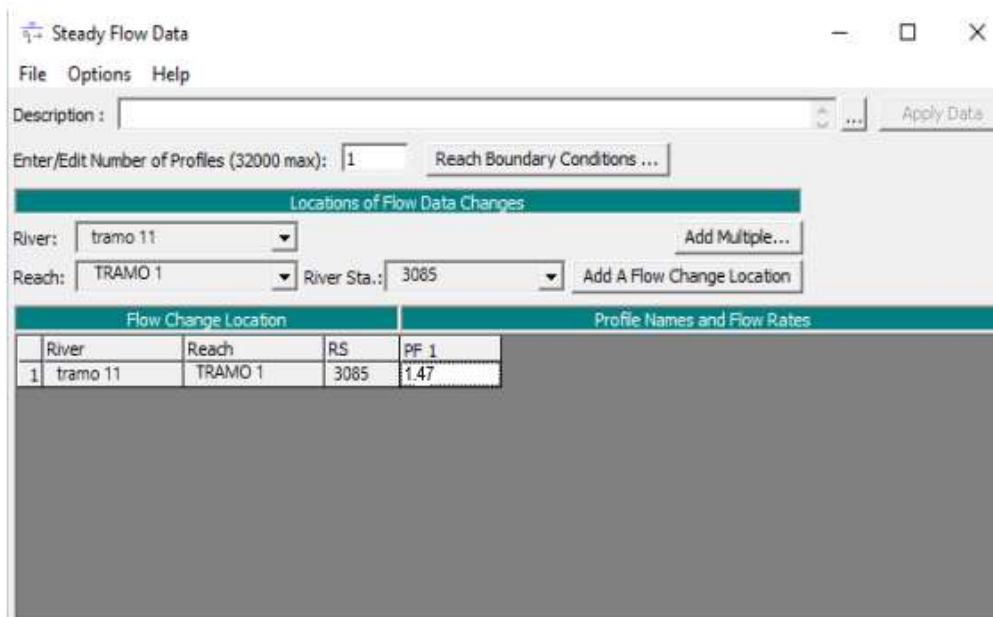 Steady Flow Data
File Options Help
Description : ... Apply Data
Enter/Edit Number of Profiles (32000 max): 1 Reach Boundary Conditions ...
Locations of Flow Data Changes
River: tramo 11 Add Multiple...
Reach: TRAMO 1 River Sta.: 3085 Add A Flow Change Location
Flow Change Location Profile Names and Flow Rates
River Reach RS PF 1
1 tramo 11 TRAMO 1 3085 1.47